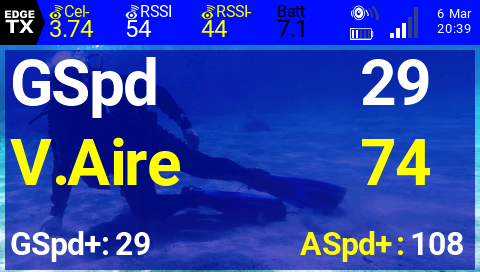 EDGE TX
Cel- 3.74
RSSI 54
RSSI- 44
Batt 7.1
6 Mar
20:39
GSpd 29
V.Aire 74
GSpd+: 29 ASpd+ : 108